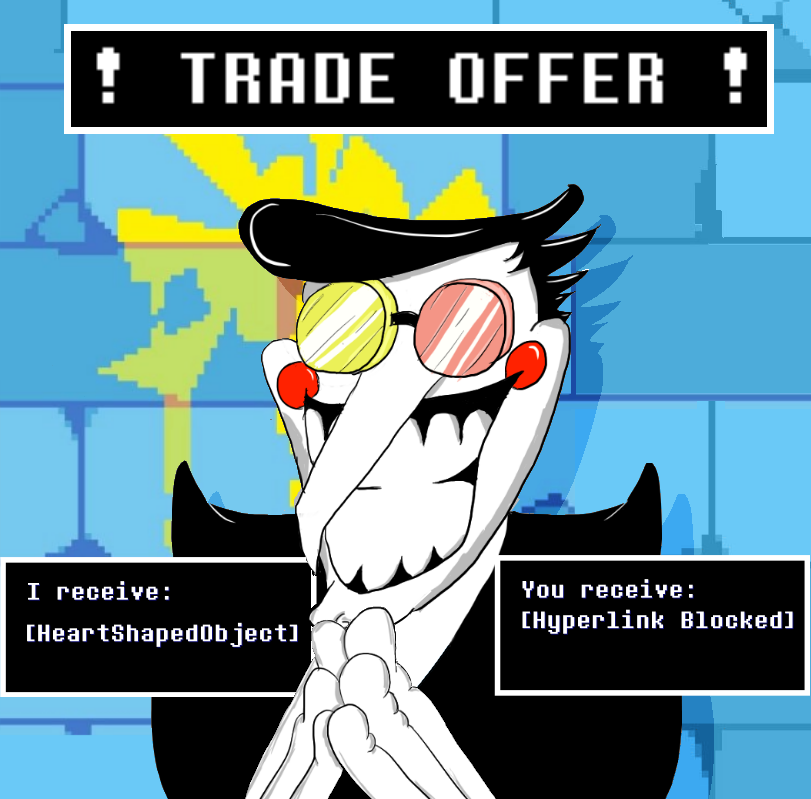 ! TRADE OFFER !
I receive:
[HeartShapedObject]
You receive:
[Hyperlink Blocked]